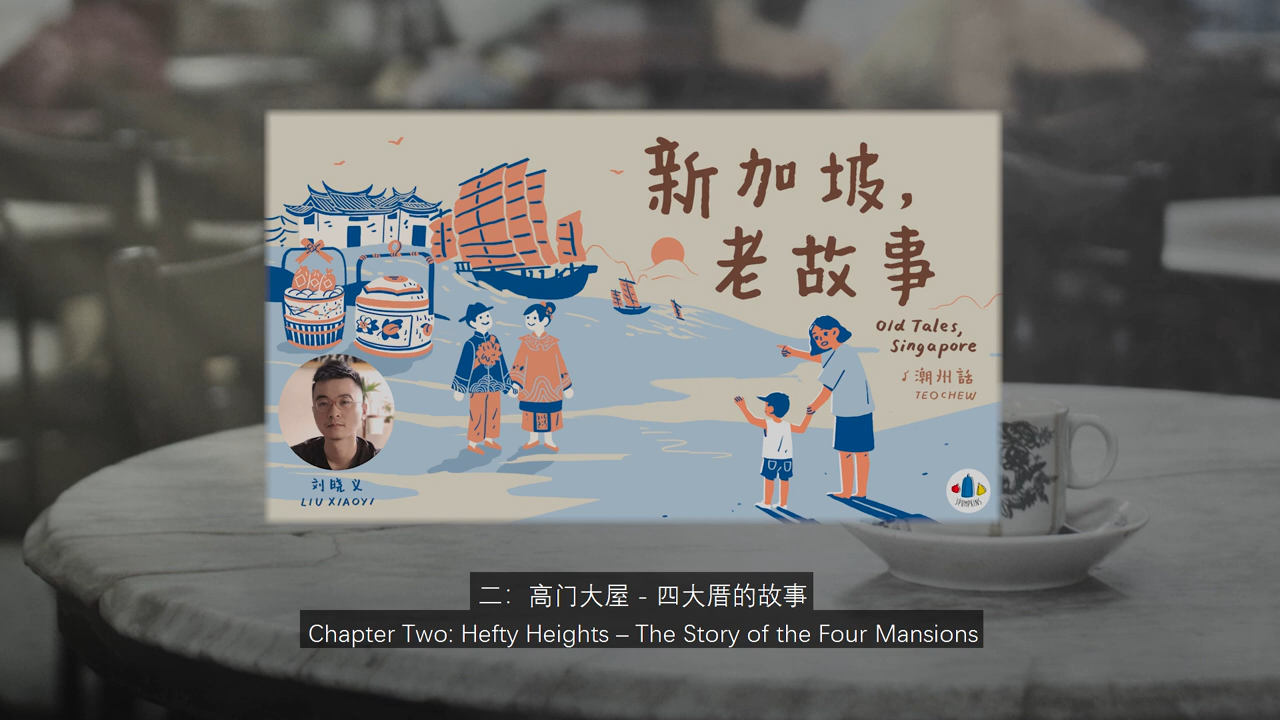 新加坡，
老故事
Old Tales,
Singapore
潮州話
TEOCHEW
刘晓义
LIU XIAOYI
3PUMPKINS
二：高门大屋 - 四大厝的故事
Chapter Two: Hefty Heights – The Story of the Four Mansions